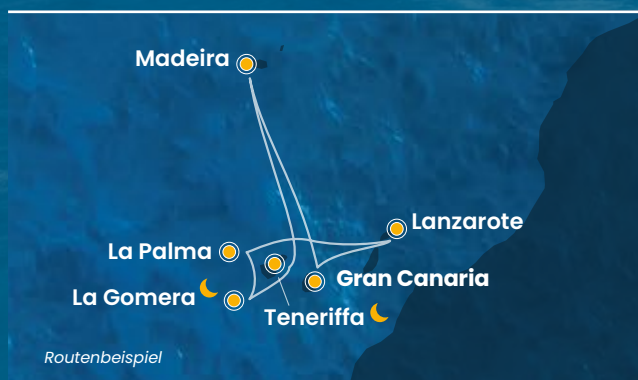 Madeira
Lanzarote
La Palma
Gran Canaria
La Gomera
Teneriffa
Routenbeispiel